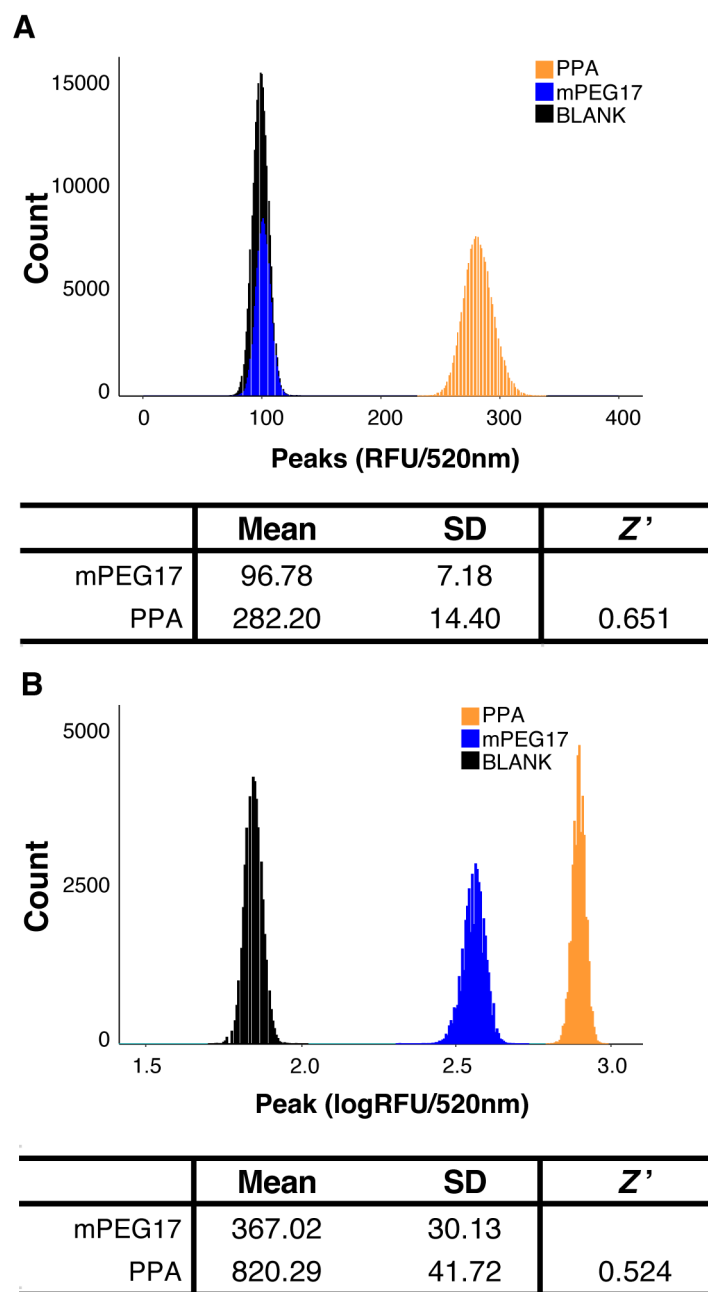 A
PPA
mPEG17
BLANK
15000
10000
5000
0
Count
0 100 200 300 400
Peaks (RFU/520nm)
Mean SD Z’
mPEG17 96.78 7.18
PPA 282.20 14.40 0.651
B
PPA
mPEG17
BLANK
5000
2500
0
Count
1.5 2.0 2.5 3.0
Peak (logRFU/520nm)
Mean SD Z’
mPEG17 367.02 30.13
PPA 820.29 41.72 0.524